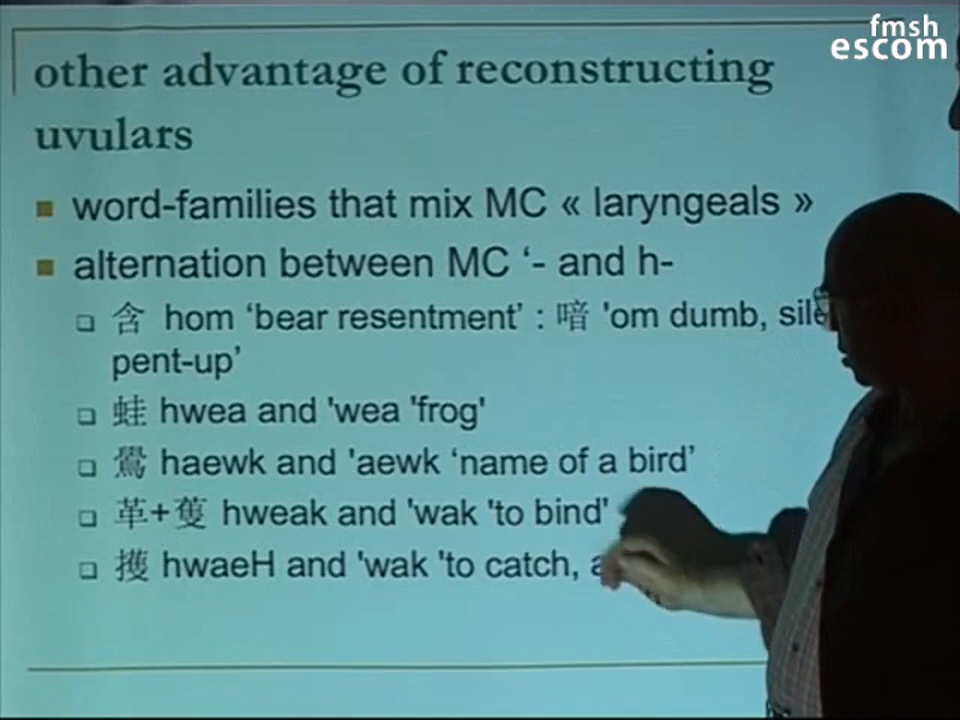 fmsh
escom
other advantage of reconstructing
uvulars
word-families that mix MC « laryngeals »
alternation between MC ‘- and h-
含 hom ‘bear resentment’ : 喑 'om dumb,
pent-up’
蛙 hwea and 'wea 'frog'
鷽 haewk and 'aewk ‘name of a bird’
革+蒦 hweak and 'wak 'to bind'
擭 hwaeH and 'wak 'to catch,